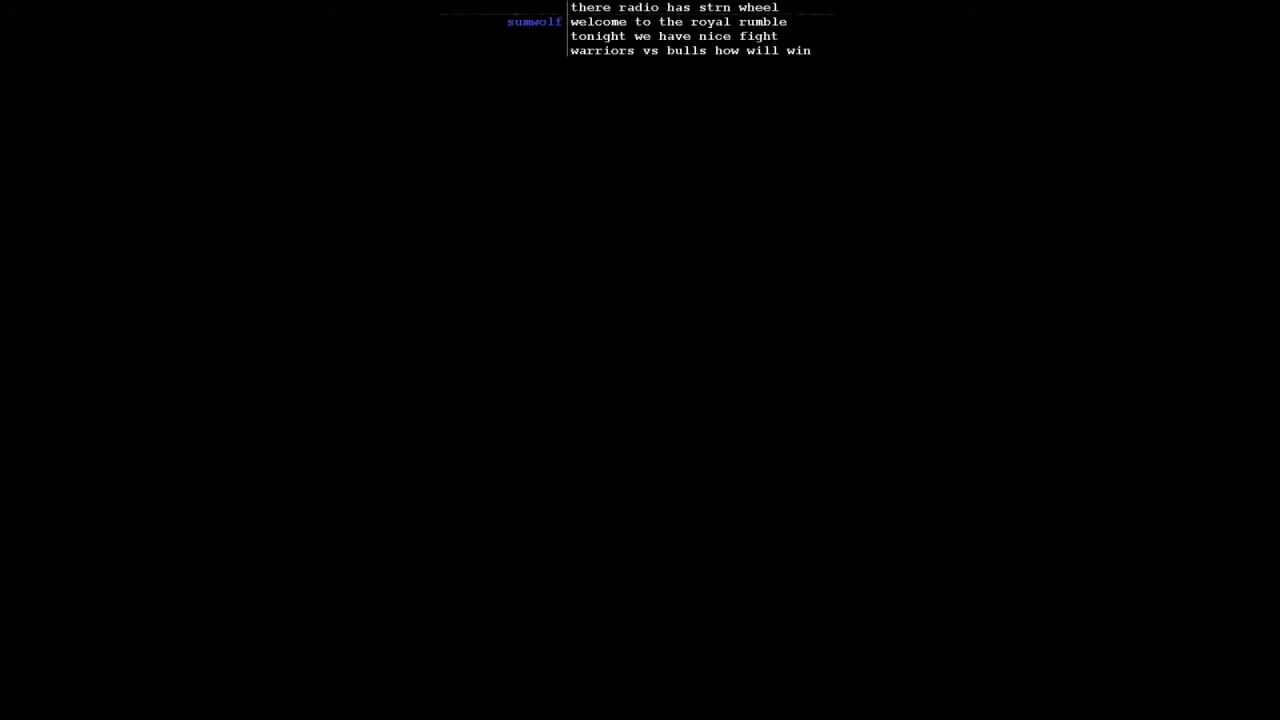 there radio has strn wheel
sumwolf welcome to the royal rumble
tonight we have nice fight
warriors vs bulls how will win